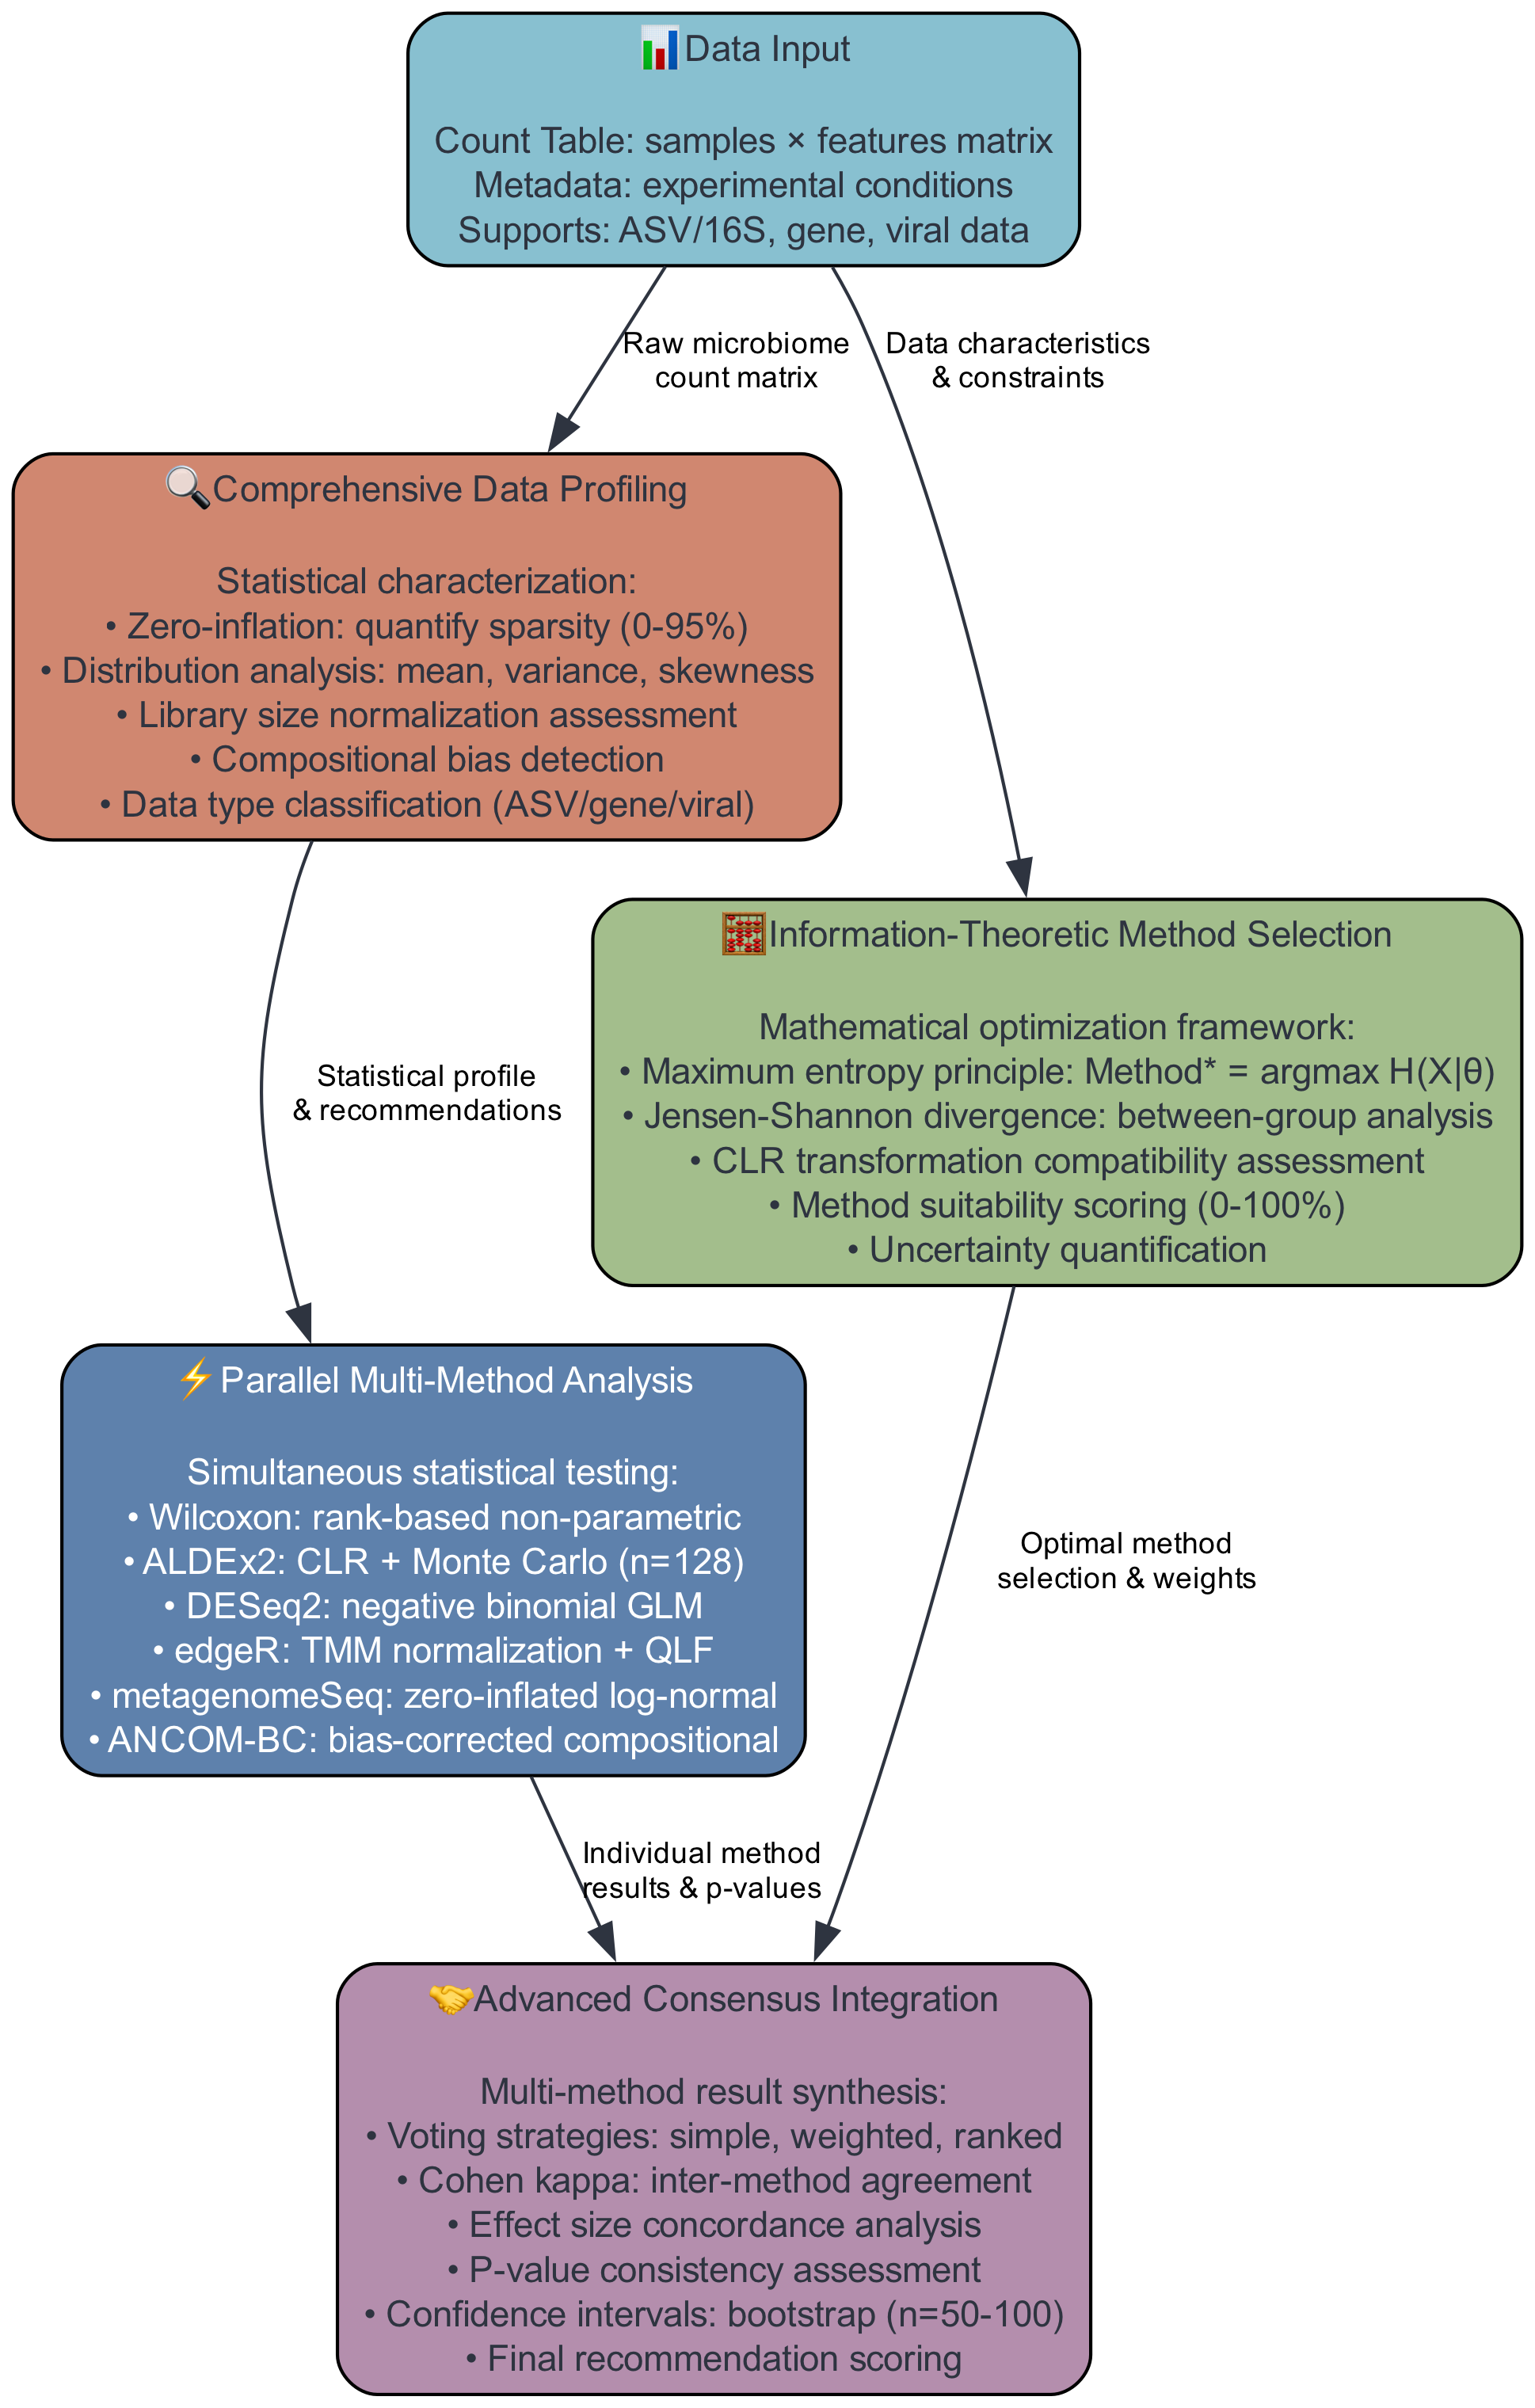 Data Input
Count Table: samples × features matrix
Metadata: experimental conditions
Supports: ASV/16S, gene, viral data
Raw microbiome
count matrix
Data characteristics
& constraints
Comprehensive Data Profiling
Statistical characterization:
• Zero-inflation: quantify sparsity (0-95%)
• Distribution analysis: mean, variance, skewness
• Library size normalization assessment
• Compositional bias detection
• Data type classification (ASV/gene/viral)
Information-Theoretic Method Selection
Mathematical optimization framework:
• Maximum entropy principle: Method* = argmax H(X|θ)
• Jensen-Shannon divergence: between-group analysis
• CLR transformation compatibility assessment
• Method suitability scoring (0-100%)
• Uncertainty quantification
Statistical profile
& recommendations
Parallel Multi-Method Analysis
Simultaneous statistical testing:
• Wilcoxon: rank-based non-parametric
• ALDEx2: CLR + Monte Carlo (n=128)
• DESeq2: negative binomial GLM
• edgeR: TMM normalization + QLF
• metagenomeSeq: zero-inflated log-normal
• ANCOM-BC: bias-corrected compositional
Optimal method
selection & weights
Individual method
results & p-values
Advanced Consensus Integration
Multi-method result synthesis:
• Voting strategies: simple, weighted, ranked
• Cohen kappa: inter-method agreement
• Effect size concordance analysis
• P-value consistency assessment
• Confidence intervals: bootstrap (n=50-100)
• Final recommendation scoring